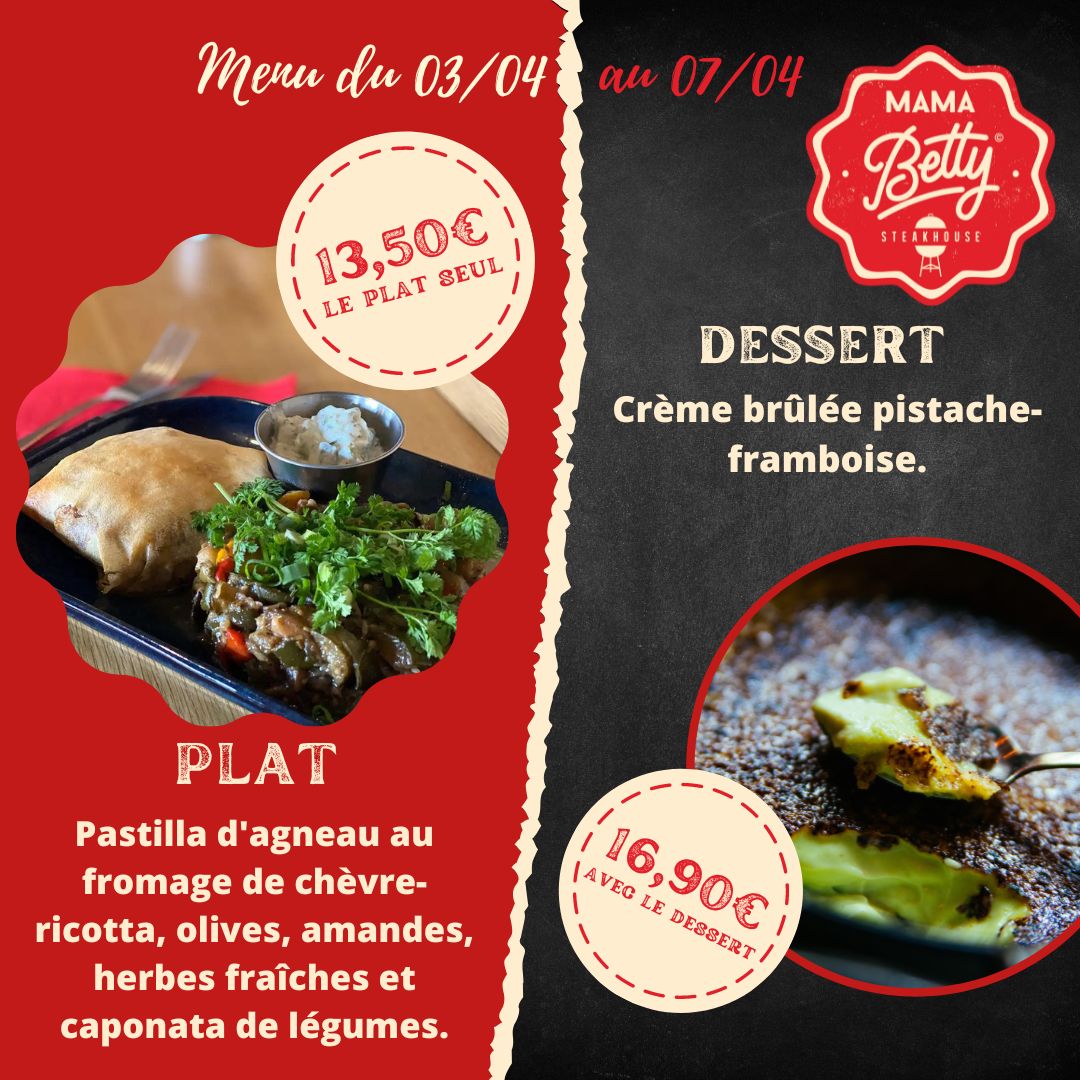 Menu du 03/04 au 07/04
MAMA
Betty©
STEAKHOUSE
13,50€
LE PLAT SEUL
DESSERT
Crème brûlée pistache-
framboise.
PLAT
Pastilla d'agneau au
fromage de chèvre-
ricotta, olives, amandes,
herbes fraîches et
caponata de légumes.
16,90€
AVEC LE DESSERT